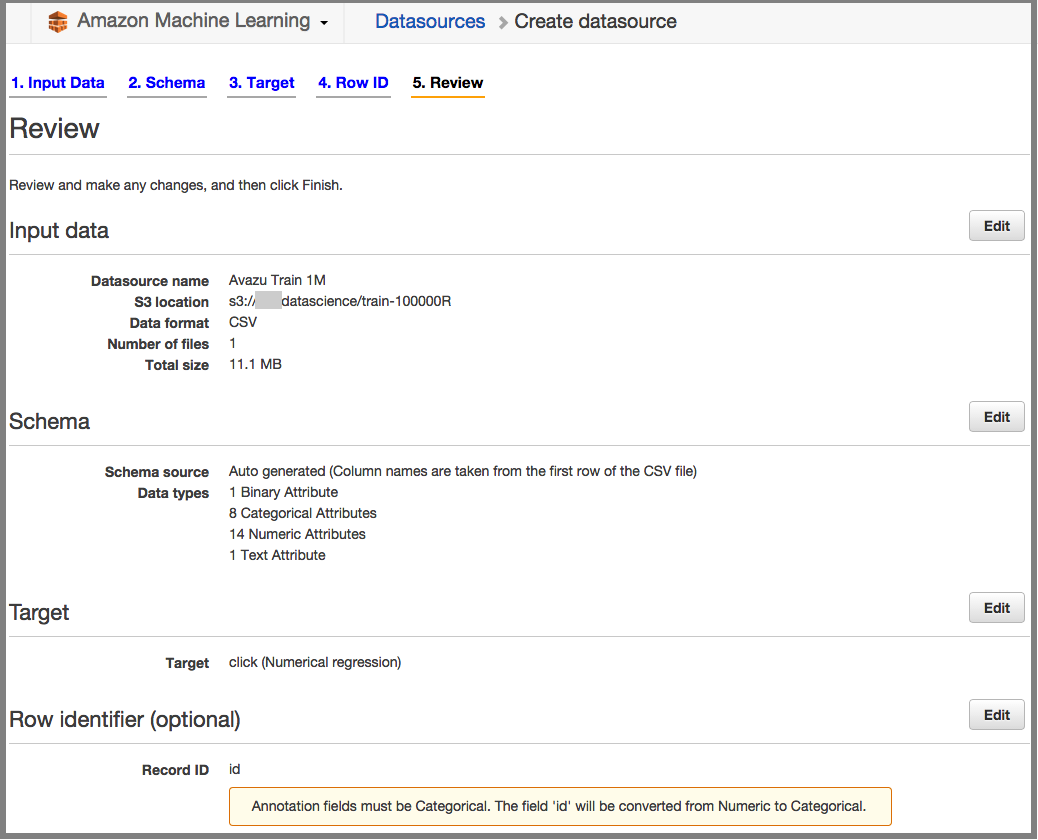 Amazon Machine Learning Datasources Create datasource
1. Input Data 2. Schema 3. Target 4. Row ID 5. Review
Review
Review and make any changes, and then click Finish.
Input data Edit
Datasource name Avazu Train 1M
S3 location s3:// datascience/train-100000R
Data format CSV
Number of files 1
Total size 11.1 MB
Schema Edit
Schema source Auto generated (Column names are taken from the first row of the CSV file)
Data types 1 Binary Attribute
8 Categorical Attributes
14 Numeric Attributes
1 Text Attribute
Target Edit
Target click (Numerical regression)
Row identifier (optional) Edit
Record ID id
Annotation fields must be Categorical. The field 'id' will be converted from Numeric to Categorical.